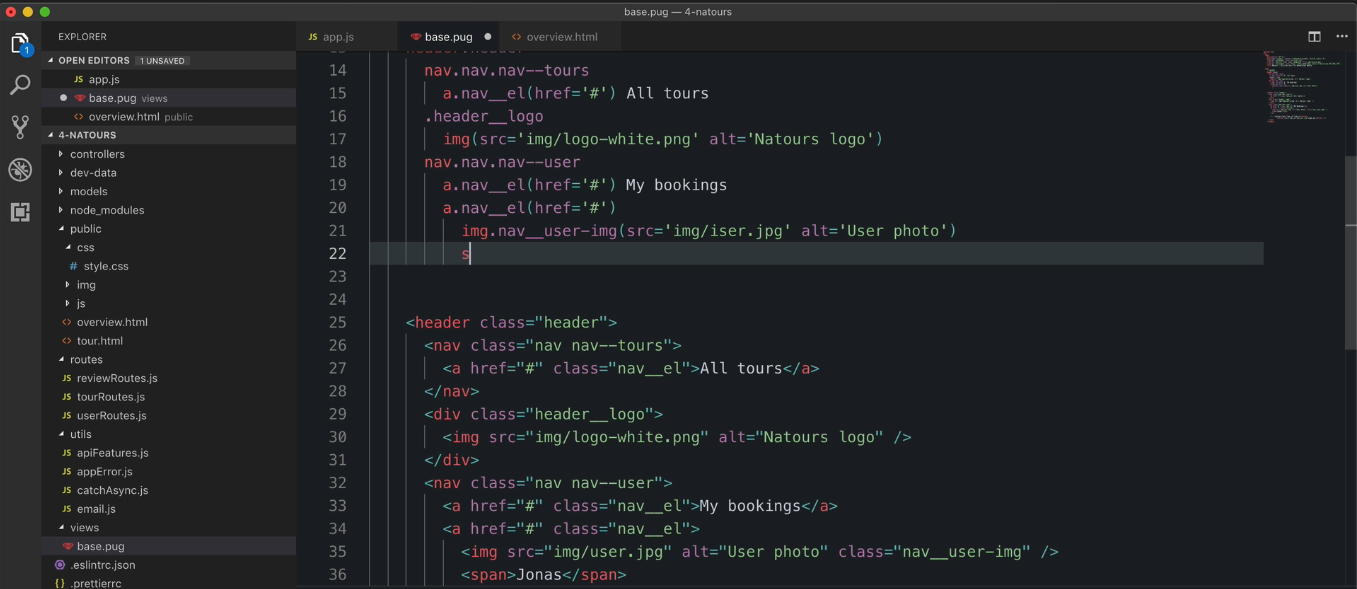 base.pug — 4-natours
EXPLORER
JS app.js
base.pug
overview.html
OPEN EDITORS 1 UNSAVED
JS app.js
base.pug views
overview.html public
4-NATOURS
controllers
dev-data
models
node_modules
public
css
# style.css
img
js
overview.html
tour.html
routes
JS reviewRoutes.js
JS tourRoutes.js
JS userRoutes.js
utils
JS apiFeatures.js
JS appError.js
JS catchAsync.js
JS email.js
views
base.pug
.eslintrc.json
{ } .prettierrc
1
14 nav.nav.nav--tours
15 a.nav__el(href='#') All tours
16 .header__logo
17 img(src='img/logo-white.png' alt='Natours logo')
18 nav.nav.nav--user
19 a.nav__el(href='#') My bookings
20 a.nav__el(href='#')
21 img.nav__user-img(src='img/iser.jpg' alt='User photo')
22 s
23
24
25 <header class="header">
26 <nav class="nav nav--tours">
27 <a href="#" class="nav__el">All tours</a>
28 </nav>
29 <div class="header__logo">
30 <img src="img/logo-white.png" alt="Natours logo" />
31 </div>
32 <nav class="nav nav--user">
33 <a href="#" class="nav__el">My bookings</a>
34 <a href="#" class="nav__el">
35 <img src="img/user.jpg" alt="User photo" class="nav__user-img" />
36 <span>Jonas</span>